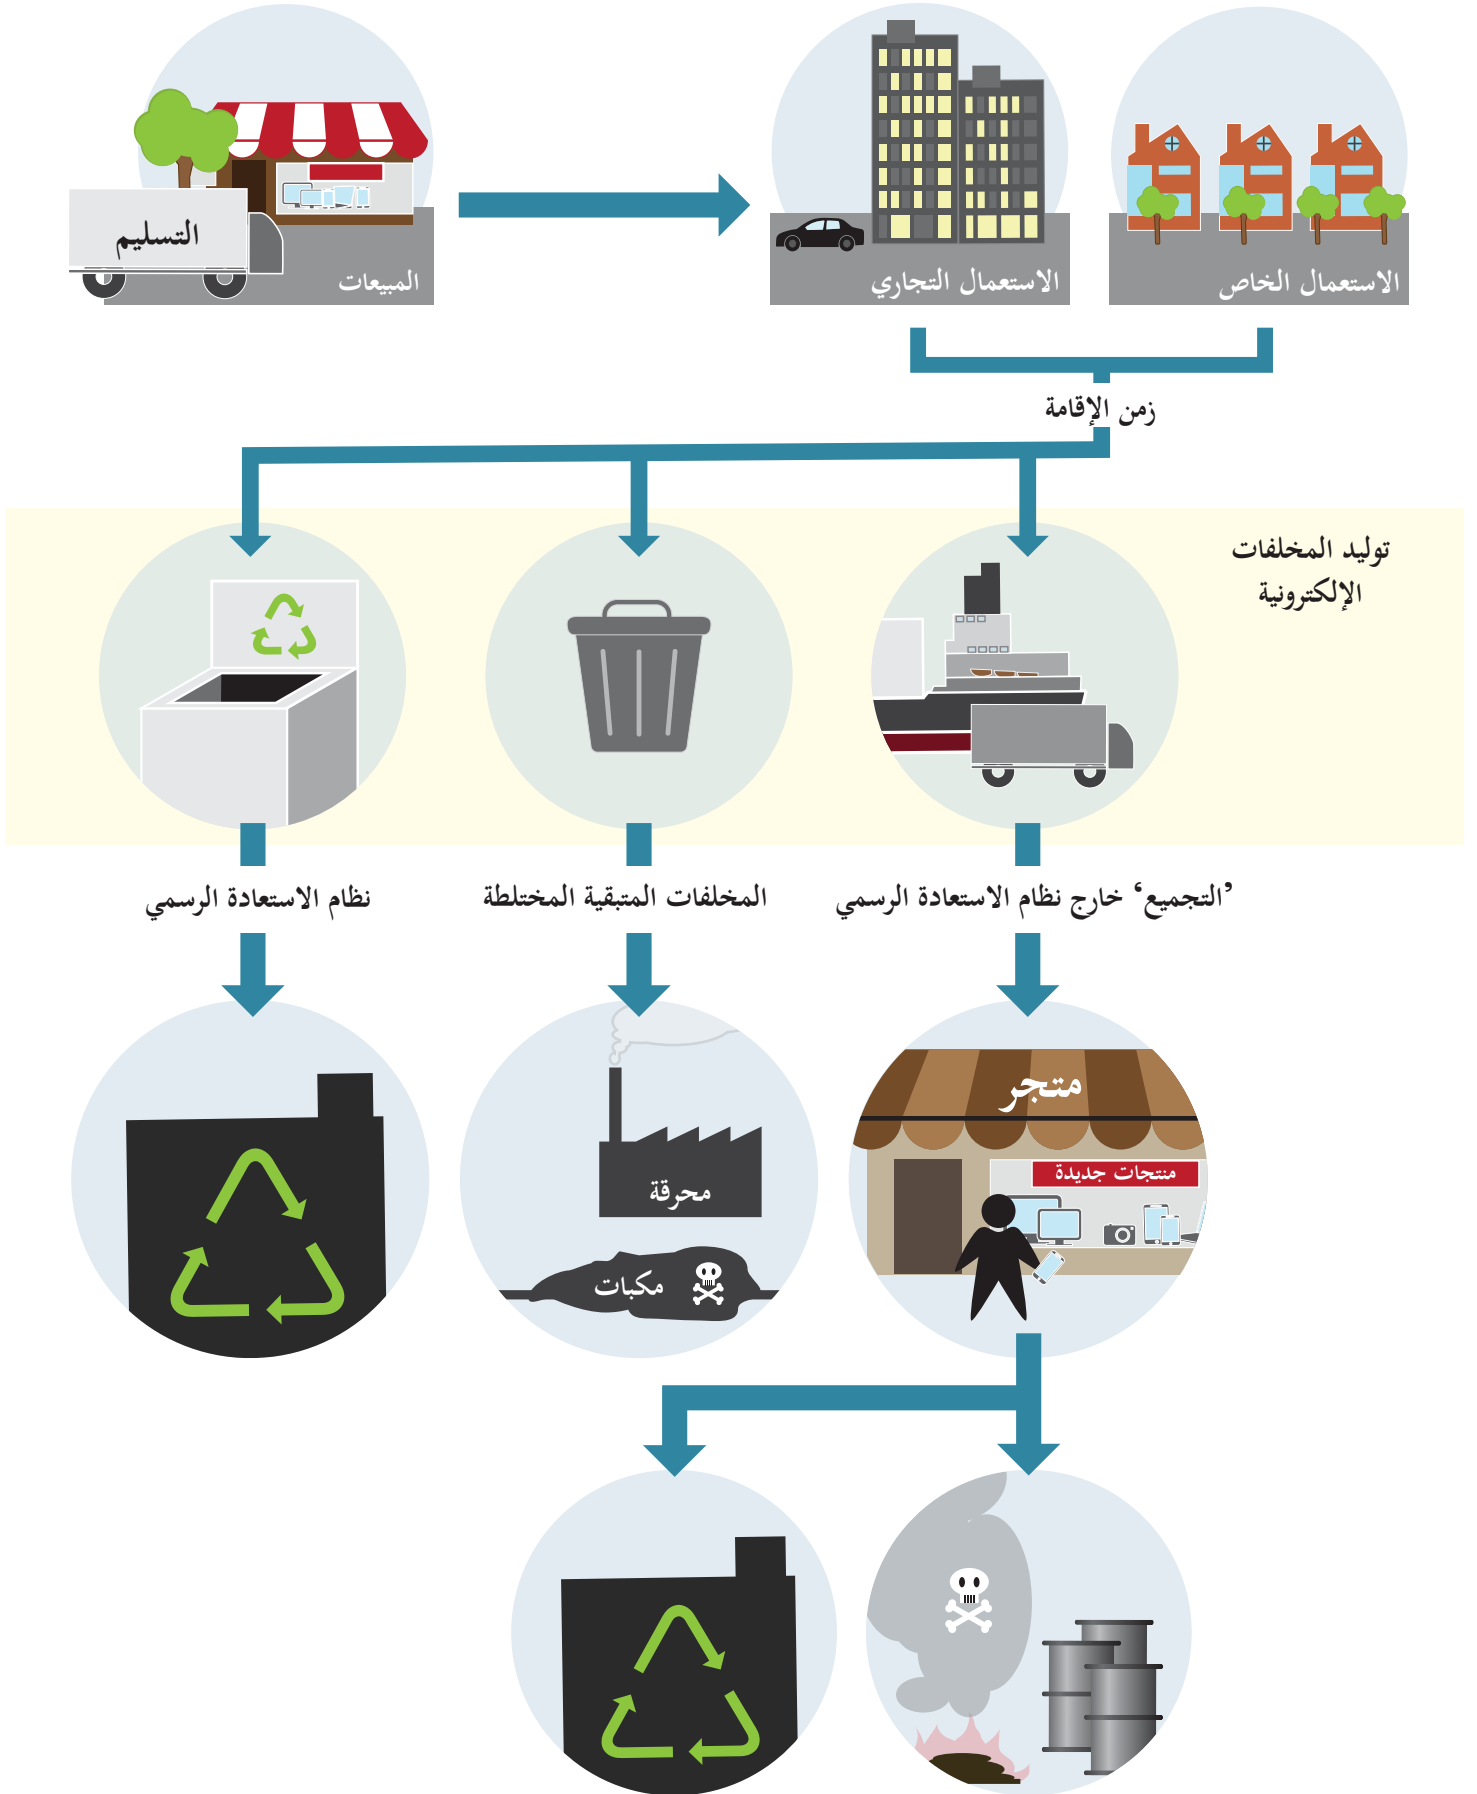 التسليم
المبيعات
الاستعمال التجاري
الاستعمال الخاص
زمن الإقامة
توليد المخلفات
الإلكترونية
’التجميع‘ خارج نظام الاستعادة الرسمي
المخلفات المتبقية المختلطة
نظام الاستعادة الرسمي
متجر
منتجات جديدة
محرقة
مكبات